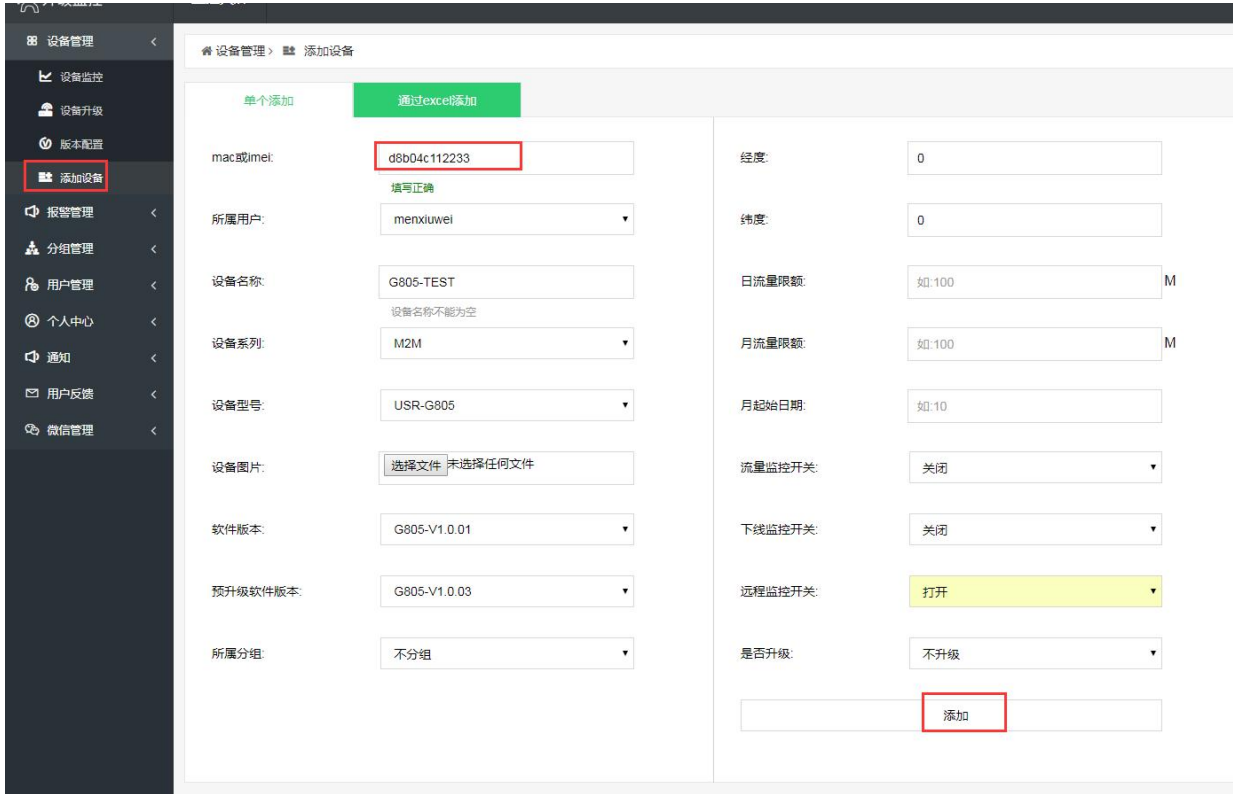 设备管理
设备监控
设备升级
版本配置
添加设备
报警管理
分组管理
用户管理
个人中心
通知
用户反馈
微信管理
设备管理 > 添加设备
单个添加
通过excel添加
mac或imei:
d8b04c112233
填写正确
所属用户:
menxiuwei
设备名称:
G805-TEST
设备名称不能为空
设备系列:
M2M
设备型号:
USR-G805
设备图片:
选择文件 未选择任何文件
软件版本:
G805-V1.0.01
预升级软件版本:
G805-V1.0.03
所属分组:
不分组
经度:
0
纬度:
0
日流量限额:
如:100 M
月流量限额:
如:100 M
月起始日期:
如:10
流量监控开关:
关闭
下线监控开关:
关闭
远程监控开关:
打开
是否升级:
不升级
添加